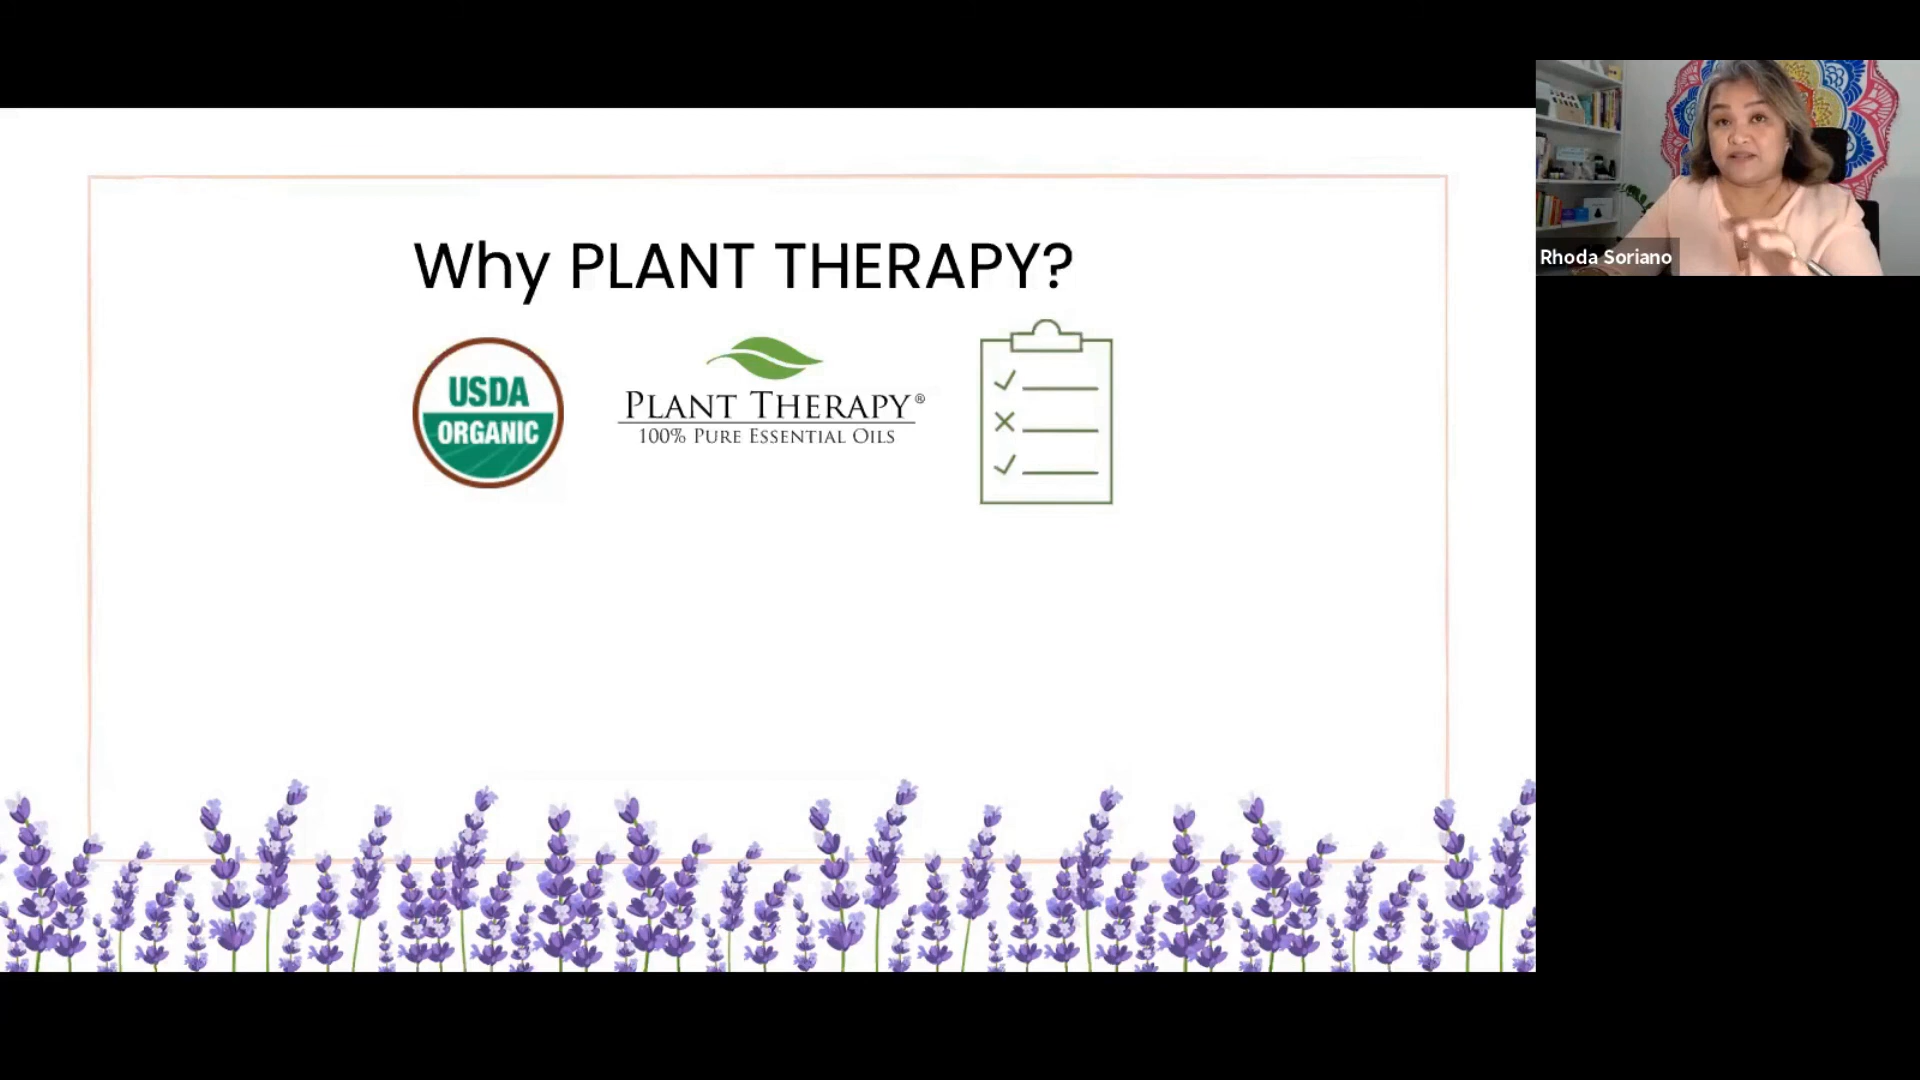 Why PLANT THERAPY?
USDA
ORGANIC
PLANT THERAPY®
100% PURE ESSENTIAL OILS
Rhoda Soriano